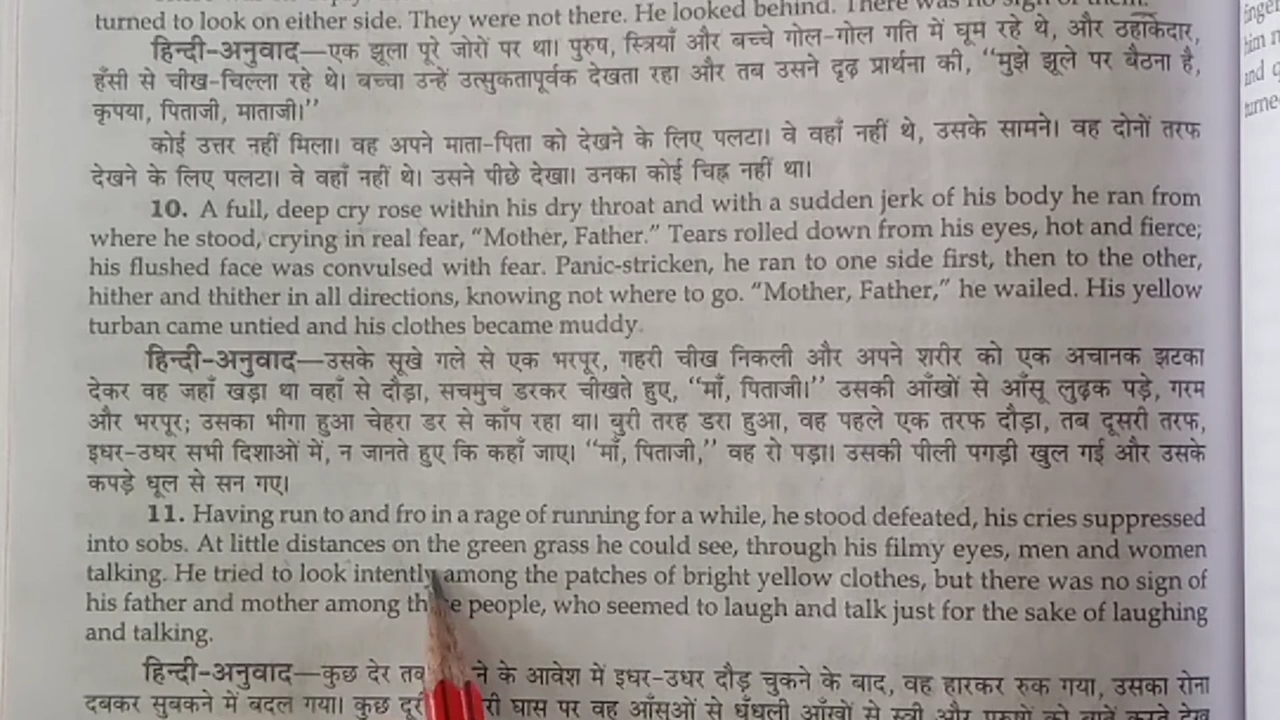 turned to look on either side. They were not there. He looked behind. There was no sign of them.
हिन्दी-अनुवाद—एक झूला पूरे जोरों पर था। पुरुष, स्त्रियाँ और बच्चे गोल-गोल गति में घूम रहे थे, और ठहाकेदार,
हँसी से चीख-चिल्ला रहे थे। बच्चा उन्हें उत्सुकतापूर्वक देखता रहा और तब उसने दृढ़ प्रार्थना की, “मुझे झूले पर बैठना है,
कृपया, पिताजी, माताजी।”
कोई उत्तर नहीं मिला। वह अपने माता-पिता को देखने के लिए पलटा। वे वहाँ नहीं थे, उसके सामने। वह दोनों तरफ
देखने के लिए पलटा। वे वहाँ नहीं थे। उसने पीछे देखा। उनका कोई चिह्न नहीं था।
10. A full, deep cry rose within his dry throat and with a sudden jerk of his body he ran from
where he stood, crying in real fear, “Mother, Father.” Tears rolled down from his eyes, hot and fierce;
his flushed face was convulsed with fear. Panic-stricken, he ran to one side first, then to the other,
hither and thither in all directions, knowing not where to go. “Mother, Father,” he wailed. His yellow
turban came untied and his clothes became muddy.
हिन्दी-अनुवाद—उसके सूखे गले से एक भरपूर, गहरी चीख निकली और अपने शरीर को एक अचानक झटका
देकर वह जहाँ खड़ा था वहाँ से दौड़ा, सचमुच डरकर चीखते हुए, “माँ, पिताजी।” उसकी आँखों से आँसू लुढ़क पड़े, गरम
और भरपूर; उसका भीगा हुआ चेहरा डर से काँप रहा था। बुरी तरह डरा हुआ, वह पहले एक तरफ दौड़ा, तब दूसरी तरफ,
इधर-उधर सभी दिशाओं में, न जानते हुए कि कहाँ जाए। “माँ, पिताजी,” वह रो पड़ा। उसकी पीली पगड़ी खुल गई और उसके
कपड़े धूल से सन गए।
11. Having run to and fro in a rage of running for a while, he stood defeated, his cries suppressed
into sobs. At little distances on the green grass he could see, through his filmy eyes, men and women
talking. He tried to look intently among the patches of bright yellow clothes, but there was no sign of
his father and mother among people, who seemed to laugh and talk just for the sake of laughing
and talking.
हिन्दी-अनुवाद—कुछ देर के आवेश में इधर-उधर दौड़ चुकने के बाद, वह हारकर रुक गया, उसका रोना
दबकर सुबकने में बदल गया। कुछ घास पर वह आँसुओं से धुँधली आँखों से स्त्री और पुरुषों को बातें करते देख